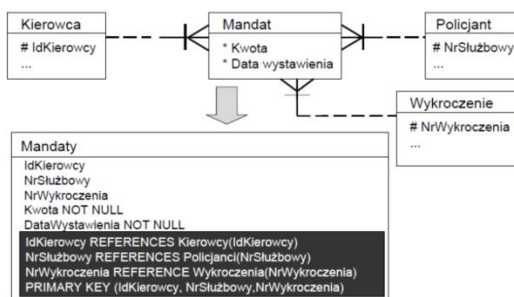 Kierowca
# IdKierowcy
...
Mandat
* Kwota
* Data wystawienia
Policjant
# NrSłużbowy
...
Wykroczenie
# NrWykroczenia
...
Mandaty
IdKierowcy
NrSłużbowy
NrWykroczenia
Kwota NOT NULL
DataWystawienia NOT NULL
IdKierowcy REFERENCES Kierowcy(IdKierowcy)
NrSłużbowy REFERENCES Policjanci(NrSłużbowy)
NrWykroczenia REFERENCE Wykroczenia(NrWykroczenia)
PRIMARY KEY (IdKierowcy, NrSłużbowy,NrWykroczenia)